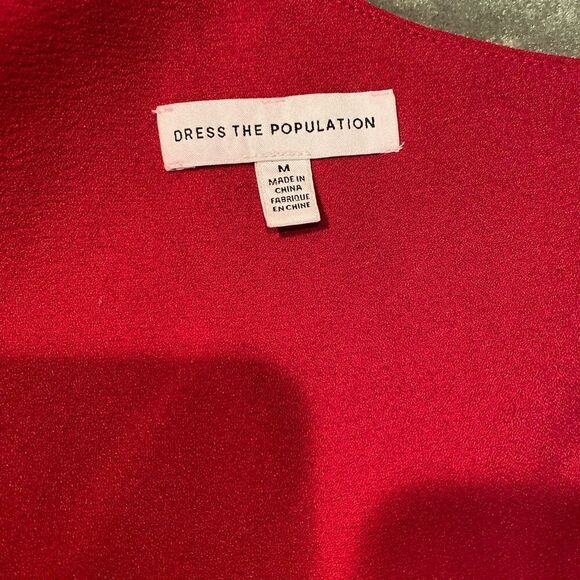 DRESS THE POPULATION
M
MADE IN
CHINA
FABRIQUE
EN CHINE